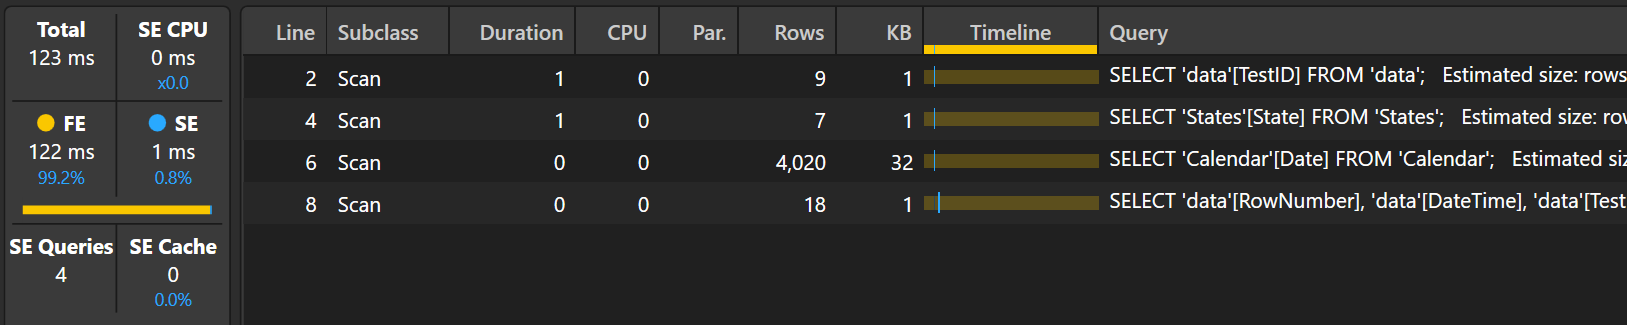 Total SE CPU
123 ms 0 ms
x0.0
FE SE
122 ms 1 ms
99.2% 0.8%
SE Queries SE Cache
4 0
0.0%
Line Subclass Duration CPU Par. Rows KB Timeline Query
2 Scan 1 0 9 1 SELECT 'data'[TestID] FROM 'data'; Estimated size: rows
4 Scan 1 0 7 1 SELECT 'States'[State] FROM 'States'; Estimated size: rov
6 Scan 0 0 4,020 32 SELECT 'Calendar'[Date] FROM 'Calendar'; Estimated siz
8 Scan 0 0 18 1 SELECT 'data'[RowNumber], 'data'[DateTime], 'data'[Test